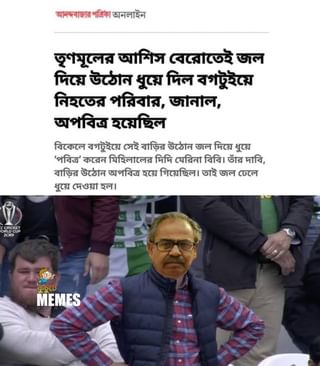 আনন্দবাজার পত্রিকা অনলাইন
তৃণমূলের আশিস বেরোতেই জল
দিয়ে উঠোন ধুয়ে দিল বগটুইয়ে
নিহতের পরিবার, জানাল,
অপবিত্র হয়েছিল
বিকেলে বগটুইয়ে সেই বাড়ির উঠোন জল দিয়ে ধুয়ে
'পবিত্র' করেন মিহিলালের দিদি মেরিনা বিবি। তাঁর দাবি,
বাড়ির উঠোন অপবিত্র হয়ে গিয়েছিল। তাই জল ঢেলে
ধুয়ে দেওয়া হল।
MEMES